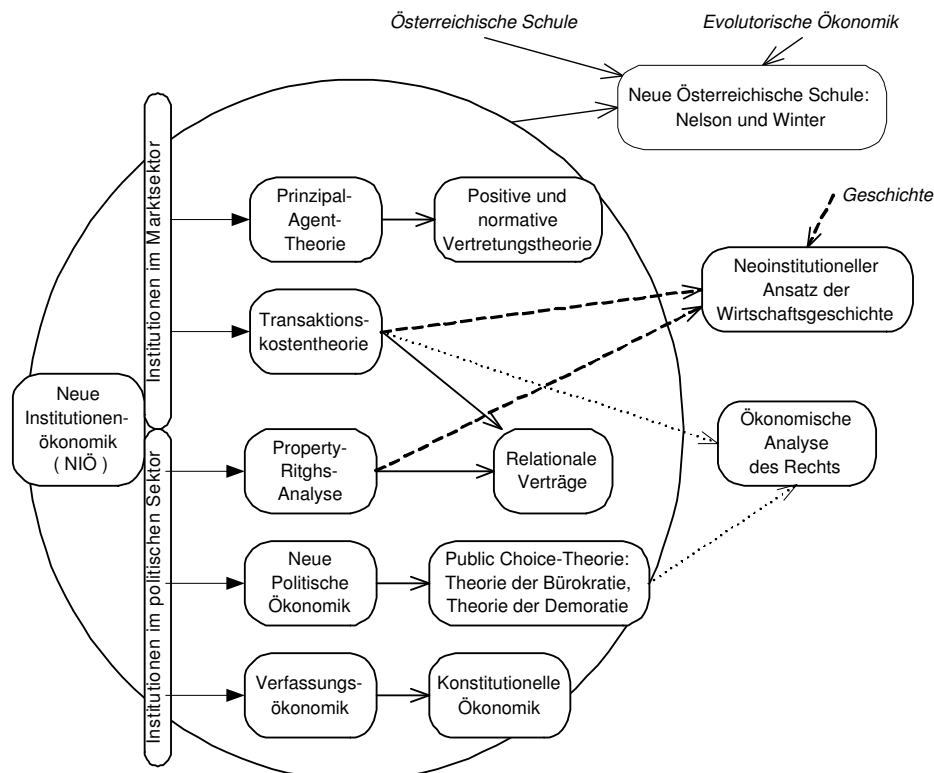 Österreichische Schule
Evolutorische Ökonomik
Neue Österreichische Schule:
Nelson und Winter
Institutionen im Marktsektor
Prinzipal-
Agent-
Theorie
Positive und
normative
Vertretungstheorie
Geschichte
Neoinstitutioneller
Ansatz der
Wirtschaftsgeschichte
Transaktions-
kostentheorie
Neue
Institutionen-
ökonomik
( NIÖ )
Ökonomische
Analyse
des Rechts
Institutionen im politischen Sektor
Property-
Ritghs-
Analyse
Relationale
Verträge
Neue
Politische
Ökonomik
Public Choice-Theorie:
Theorie der Bürokratie,
Theorie der Demoratie
Verfassungs-
ökonomik
Konstitutionelle
Ökonomik